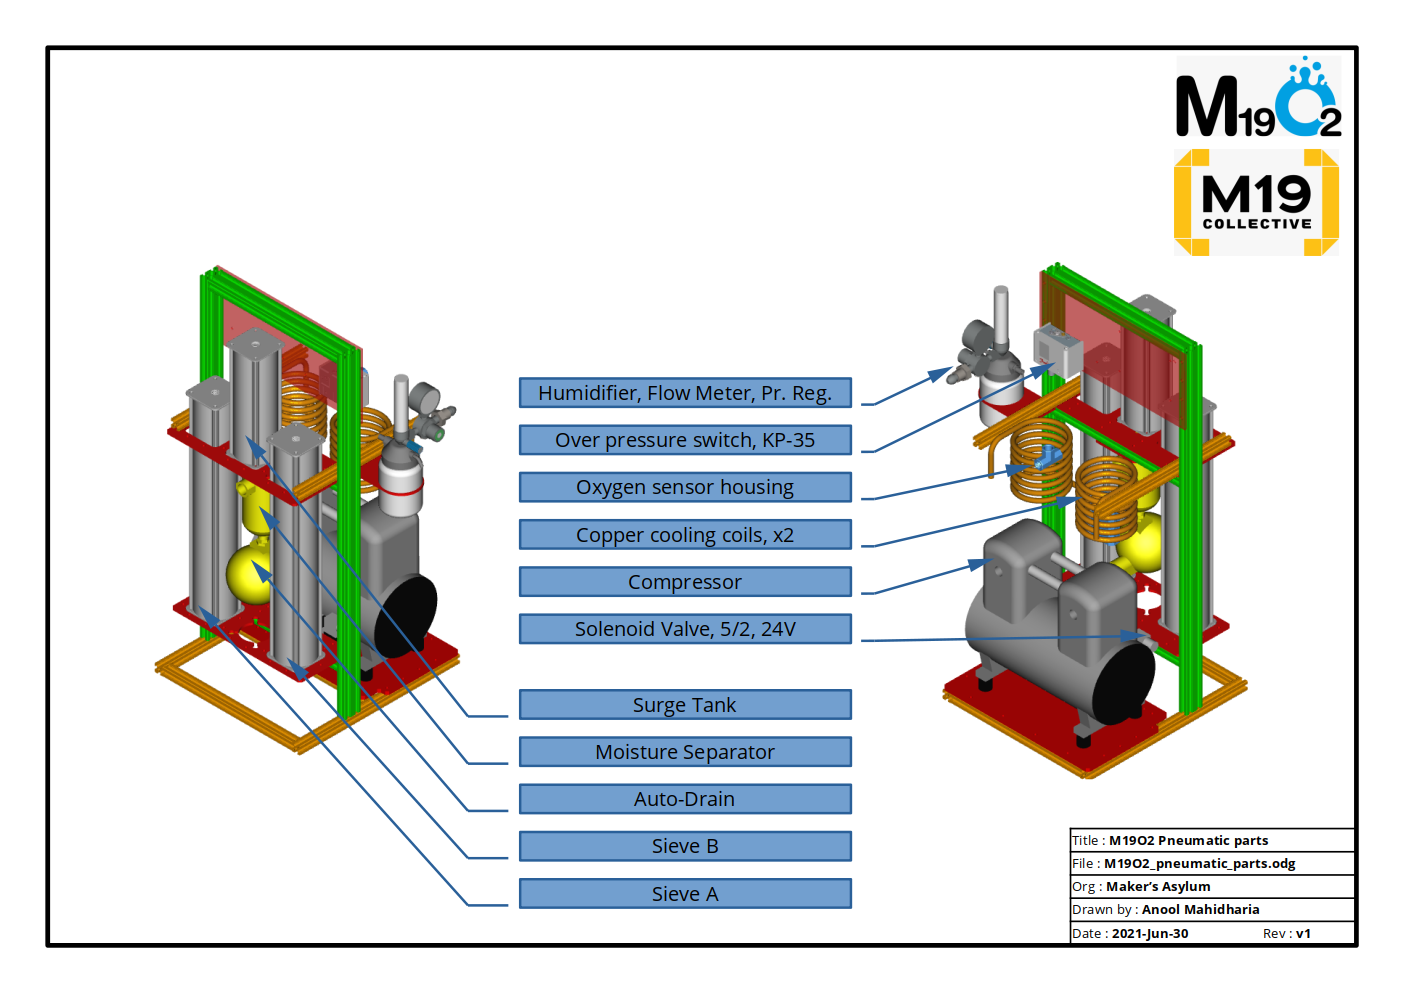 M19O2
M19
COLLECTIVE
Humidifier, Flow Meter, Pr. Reg.
Over pressure switch, KP-35
Oxygen sensor housing
Copper cooling coils, x2
Compressor
Solenoid Valve, 5/2, 24V
Surge Tank
Moisture Separator
Auto-Drain
Sieve B
Sieve A
Title : M19O2 Pneumatic parts
File : M19O2_pneumatic_parts.odg
Org : Maker's Asylum
Drawn by : Anool Mahidharia
Date : 2021-Jun-30 Rev : v1